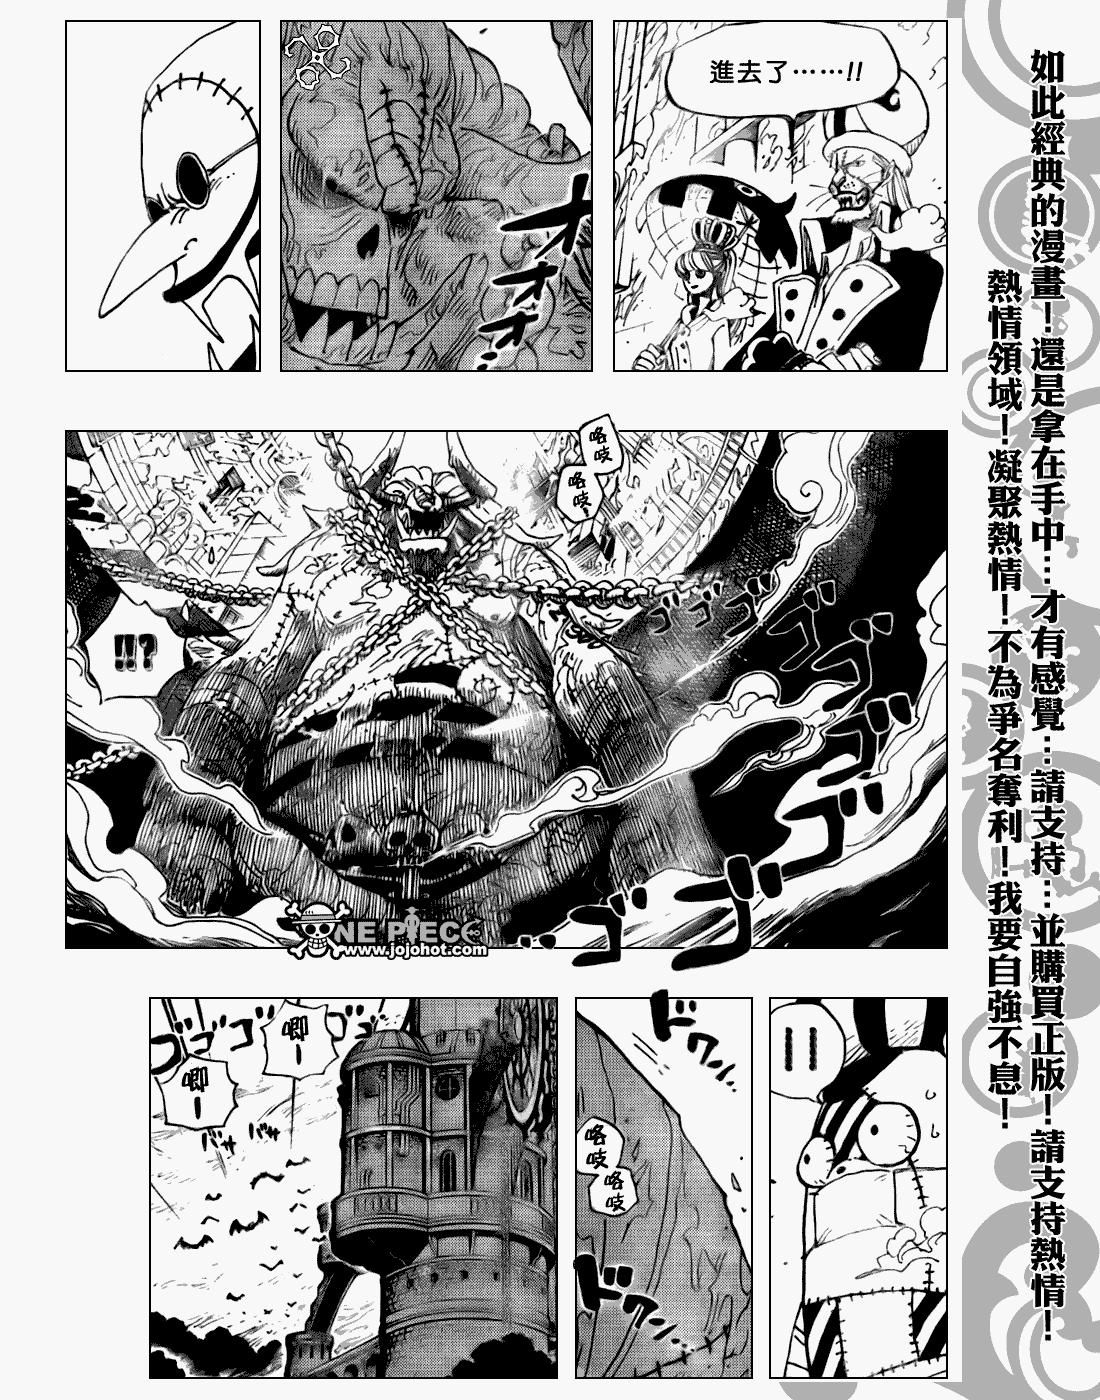 如此經典的漫畫！還是拿在手中…才有感覺…請支持…並購買正版！請支持熱情！
熱情領域！凝聚熱情！不為爭名奪利！我要自強不息！
進去了……!!
オオオ…
咯吱
咯吱
!!?
ゴゴゴゴゴゴゴ
ゴゴゴ
ONE PIECE
www.jojohot.com
!!
ドクン
咯吱
咯吱
ドクン
唧ー
唧ー
ゴゴゴゴ
バサ
バサ